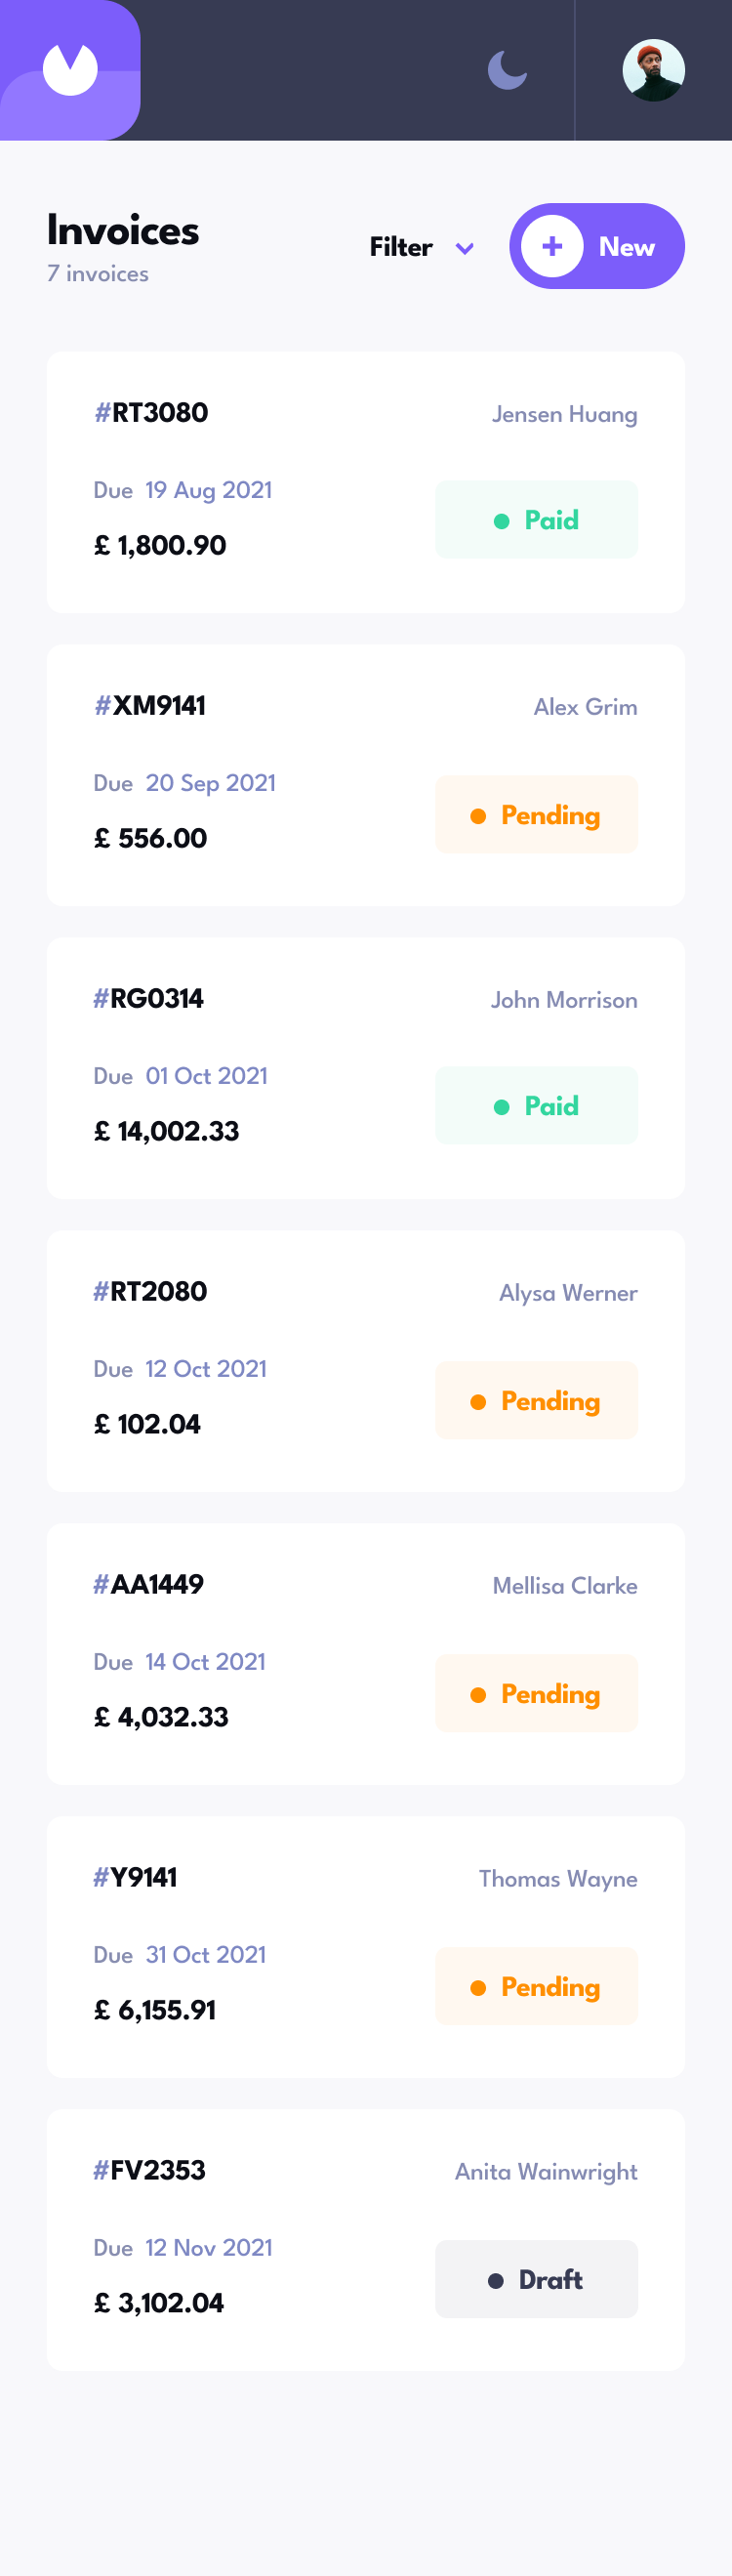 Invoices
7 invoices
Filter
New
#RT3080
Jensen Huang
Due 19 Aug 2021
£ 1,800.90
Paid
#XM9141
Alex Grim
Due 20 Sep 2021
£ 556.00
Pending
#RG0314
John Morrison
Due 01 Oct 2021
£ 14,002.33
Paid
#RT2080
Alysa Werner
Due 12 Oct 2021
£ 102.04
Pending
#AA1449
Mellisa Clarke
Due 14 Oct 2021
£ 4,032.33
Pending
#Y9141
Thomas Wayne
Due 31 Oct 2021
£ 6,155.91
Pending
#FV2353
Anita Wainwright
Due 12 Nov 2021
£ 3,102.04
Draft